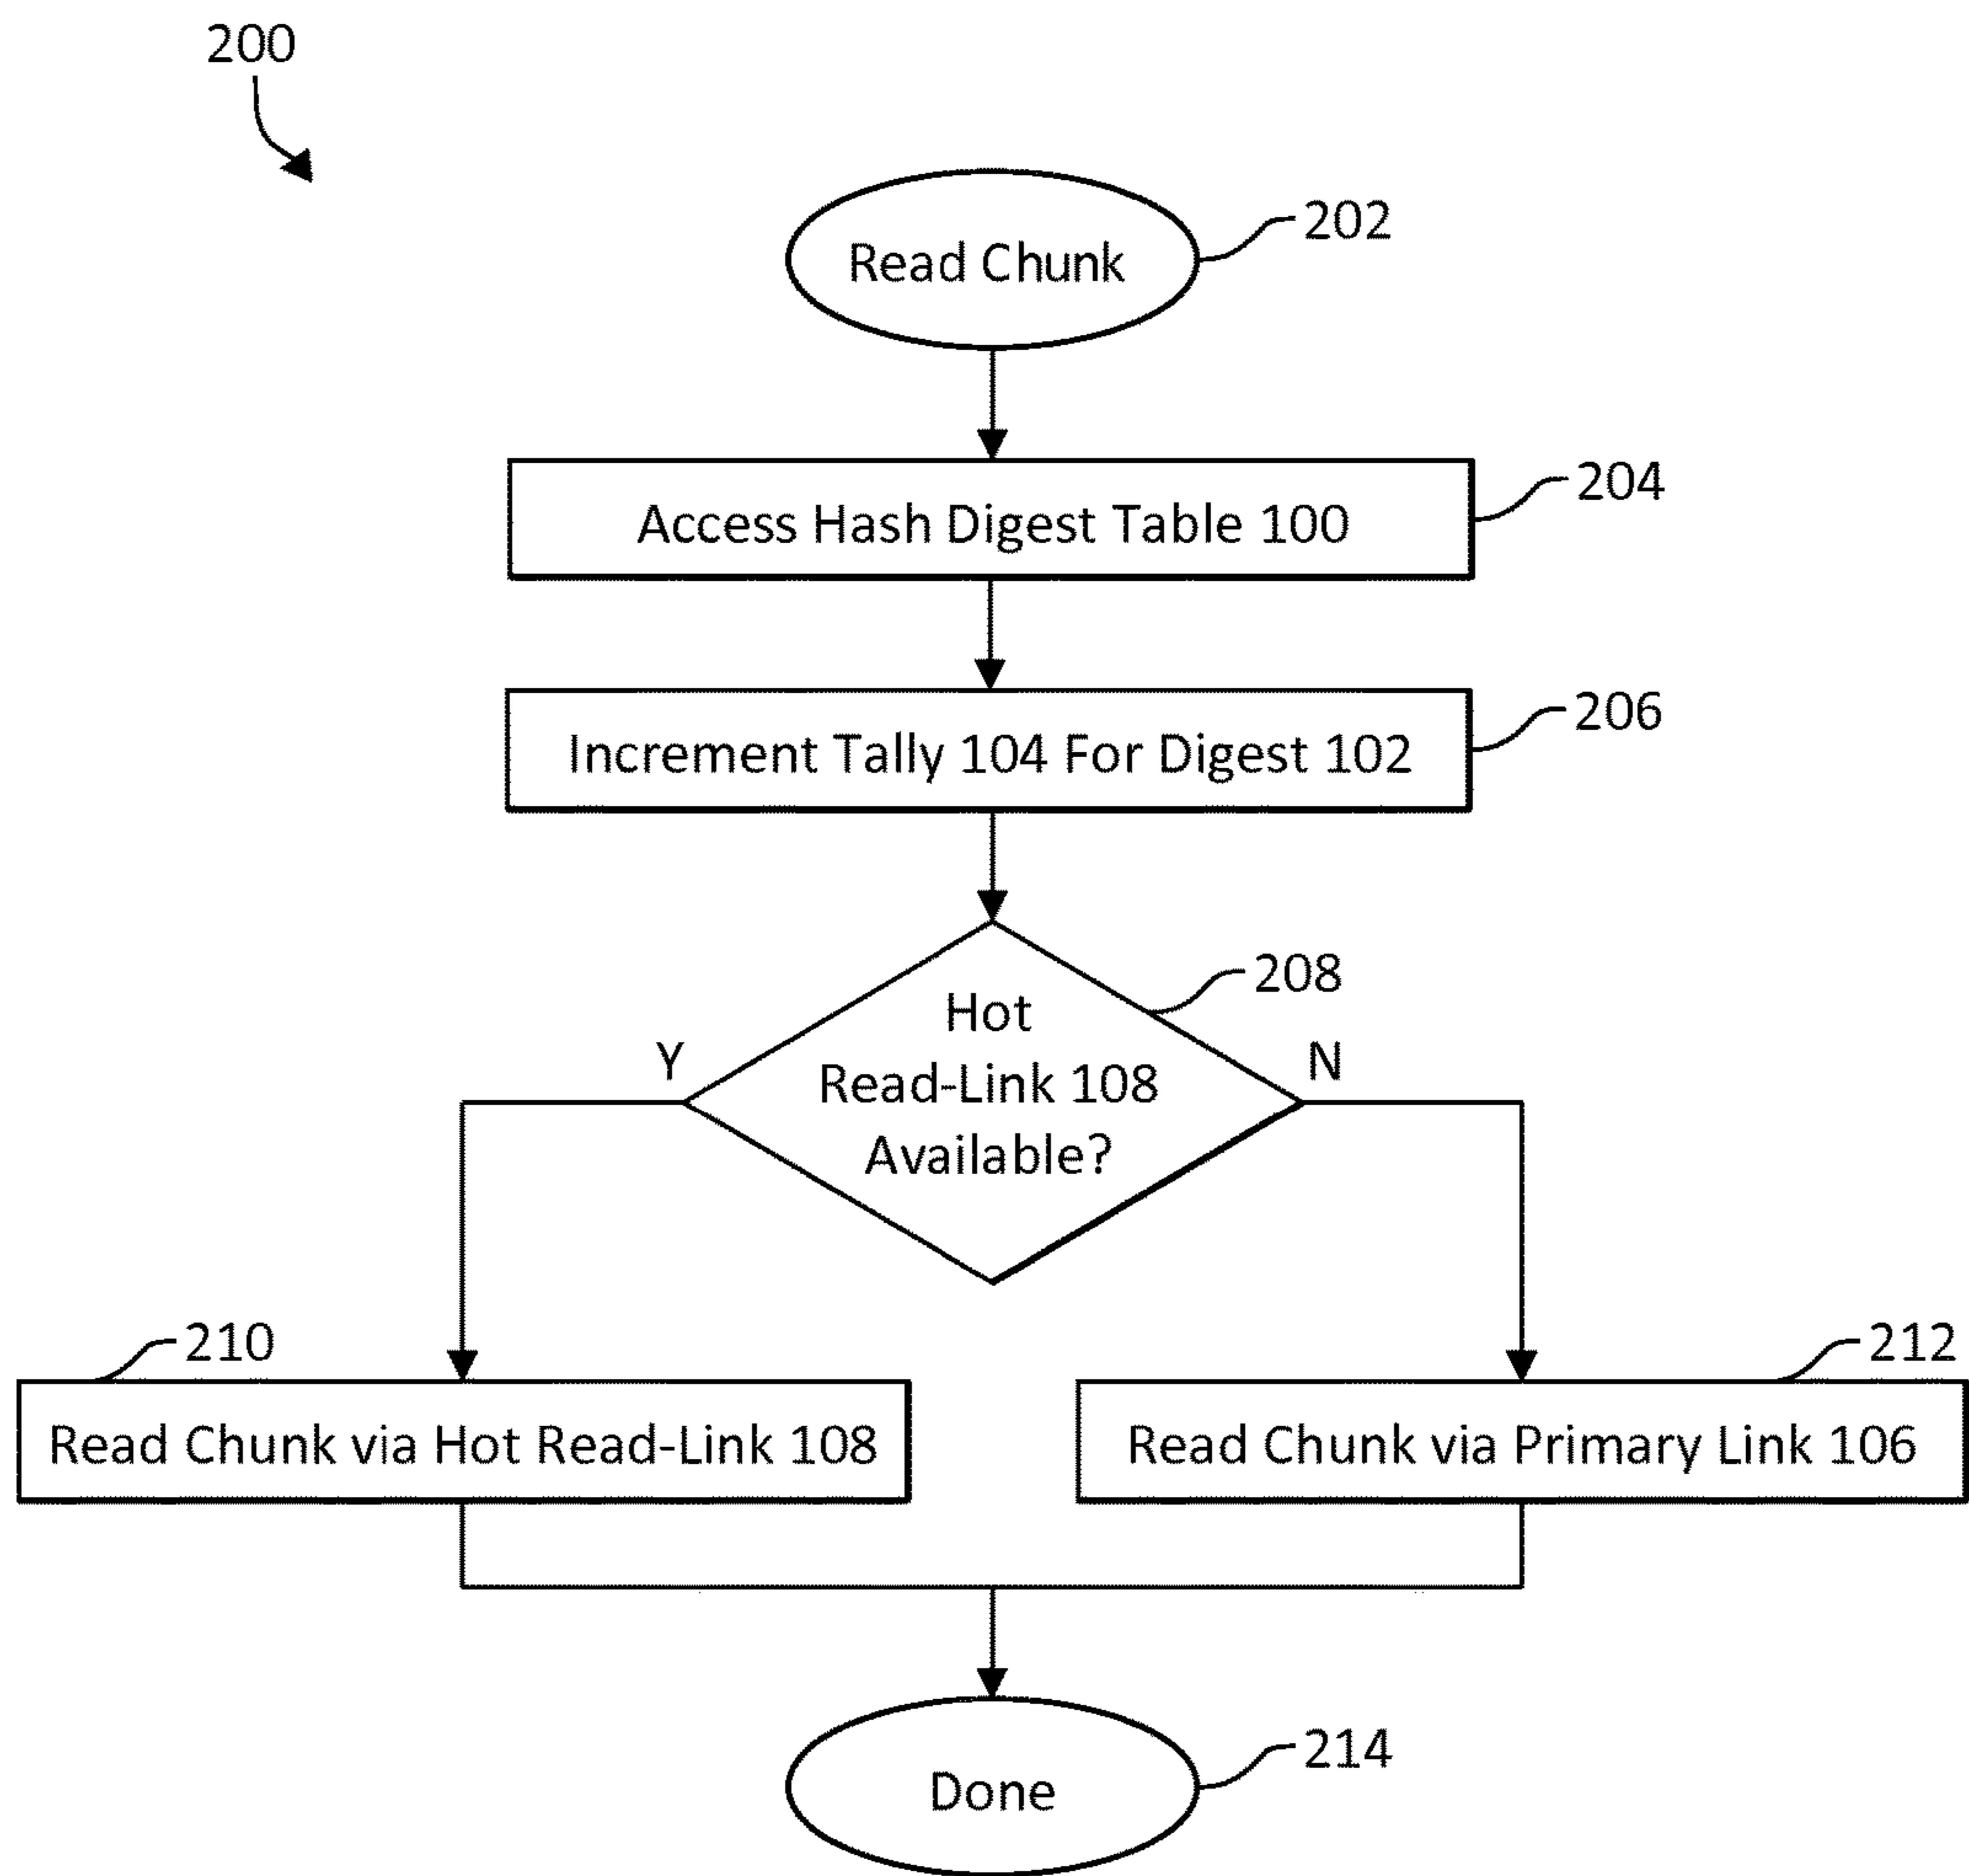 200
Read Chunk
202
Access Hash Digest Table 100
204
Increment Tally 104 For Digest 102
206
Hot
Read-Link 108
Available?
208
Y
N
210
212
Read Chunk via Hot Read-Link 108
Read Chunk via Primary Link 106
Done
214